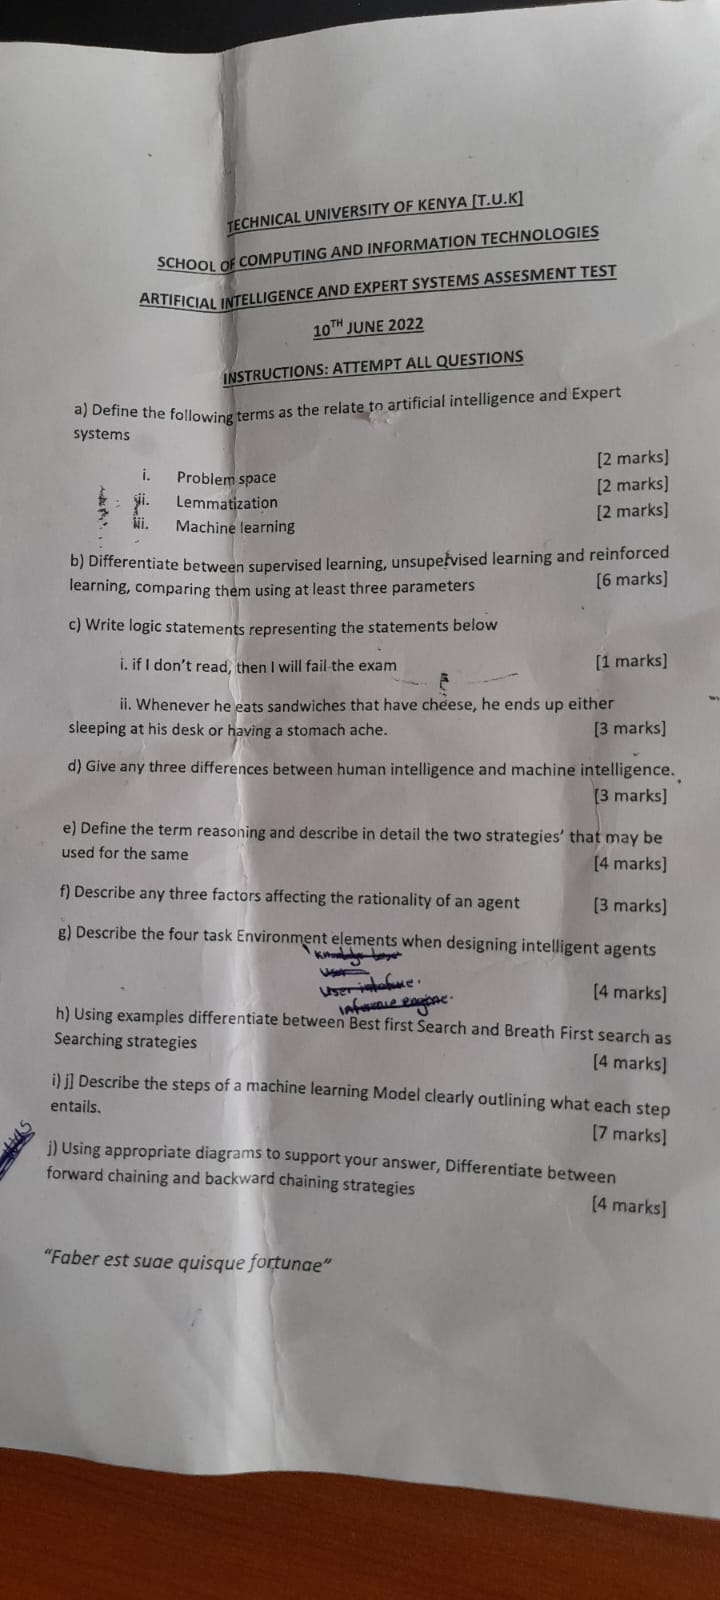 TECHNICAL UNIVERSITY OF KENYA [T.U.K]
SCHOOL OF COMPUTING AND INFORMATION TECHNOLOGIES
ARTIFICIAL INTELLIGENCE AND EXPERT SYSTEMS ASSESMENT TEST
10TH JUNE 2022
INSTRUCTIONS: ATTEMPT ALL QUESTIONS
a) Define the following terms as the relate to artificial intelligence and Expert
systems
i. Problem space [2 marks]
ii. Lemmatization [2 marks]
iii. Machine learning [2 marks]
b) Differentiate between supervised learning, unsupervised learning and reinforced
learning, comparing them using at least three parameters [6 marks]
c) Write logic statements representing the statements below
i. if I don't read, then I will fail the exam [1 marks]
ii. Whenever he eats sandwiches that have cheese, he ends up either
sleeping at his desk or having a stomach ache. [3 marks]
d) Give any three differences between human intelligence and machine intelligence.
[3 marks]
e) Define the term reasoning and describe in detail the two strategies' that may be
used for the same [4 marks]
f) Describe any three factors affecting the rationality of an agent [3 marks]
g) Describe the four task Environment elements when designing intelligent agents
Knowledge base
User
User interface.
inference engine.
[4 marks]
h) Using examples differentiate between Best first Search and Breath First search as
Searching strategies
[4 marks]
i) j] Describe the steps of a machine learning Model clearly outlining what each step
entails.
[7 marks]
j) Using appropriate diagrams to support your answer, Differentiate between
forward chaining and backward chaining strategies
[4 marks]
"Faber est suae quisque fortunae"